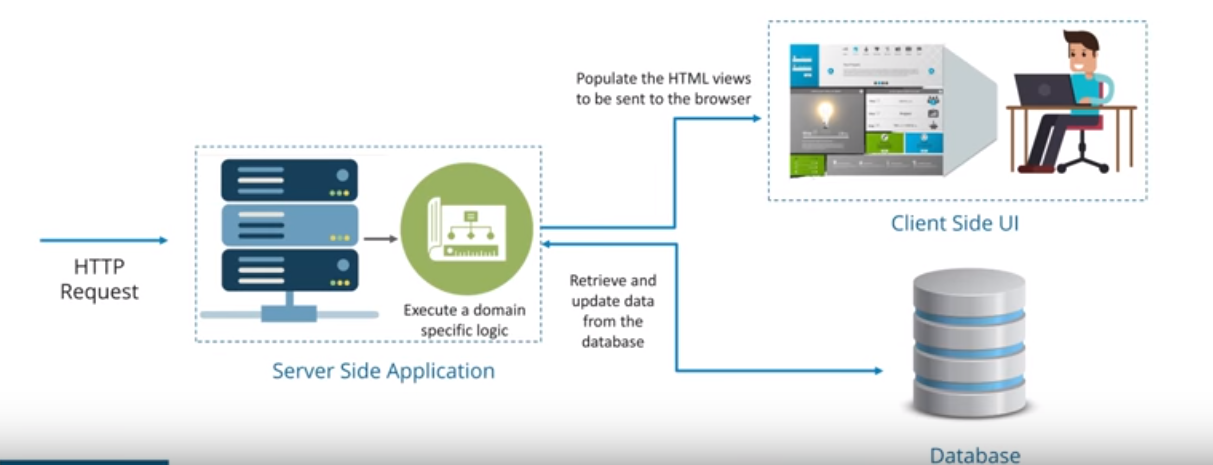 HTTP
Request
Execute a domain
specific logic
Server Side Application
Populate the HTML views
to be sent to the browser
Client Side UI
Retrieve and
update data
from the
database
Database